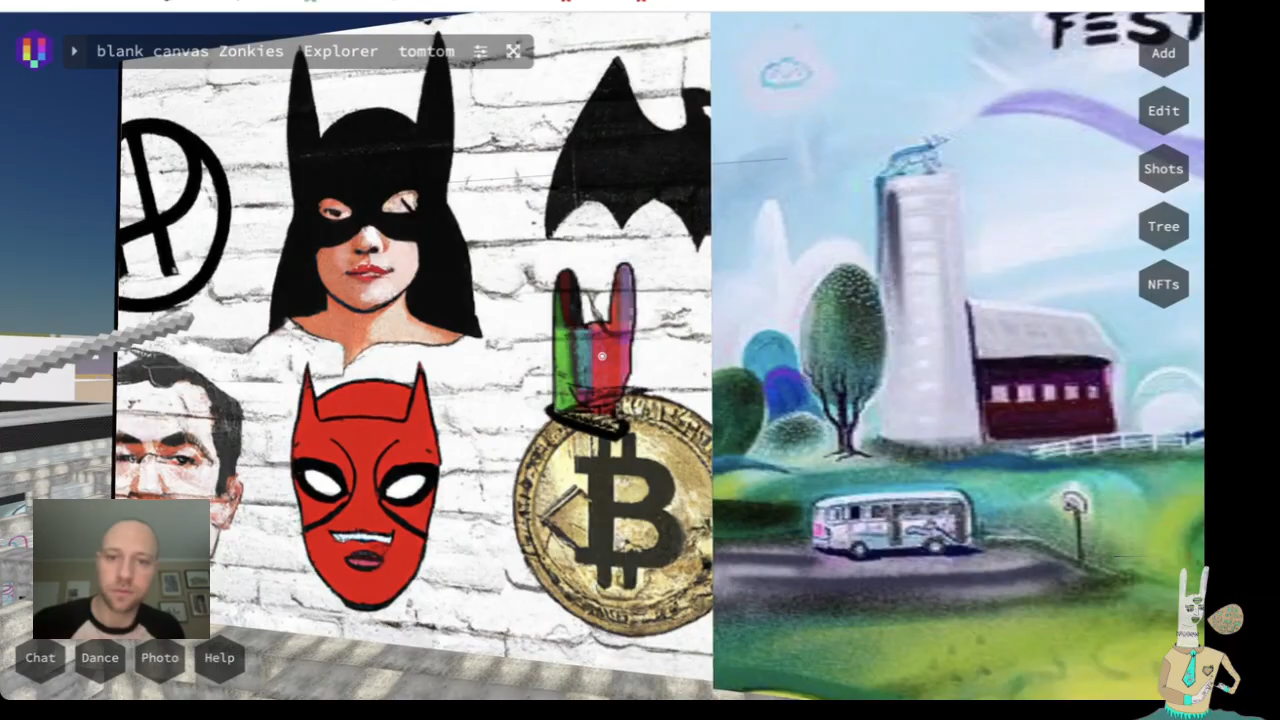 FEST
blank canvas Zonkies Explorer tomtom
Add
Edit
Shots
Tree
NFTs
B
Chat Dance Photo Help